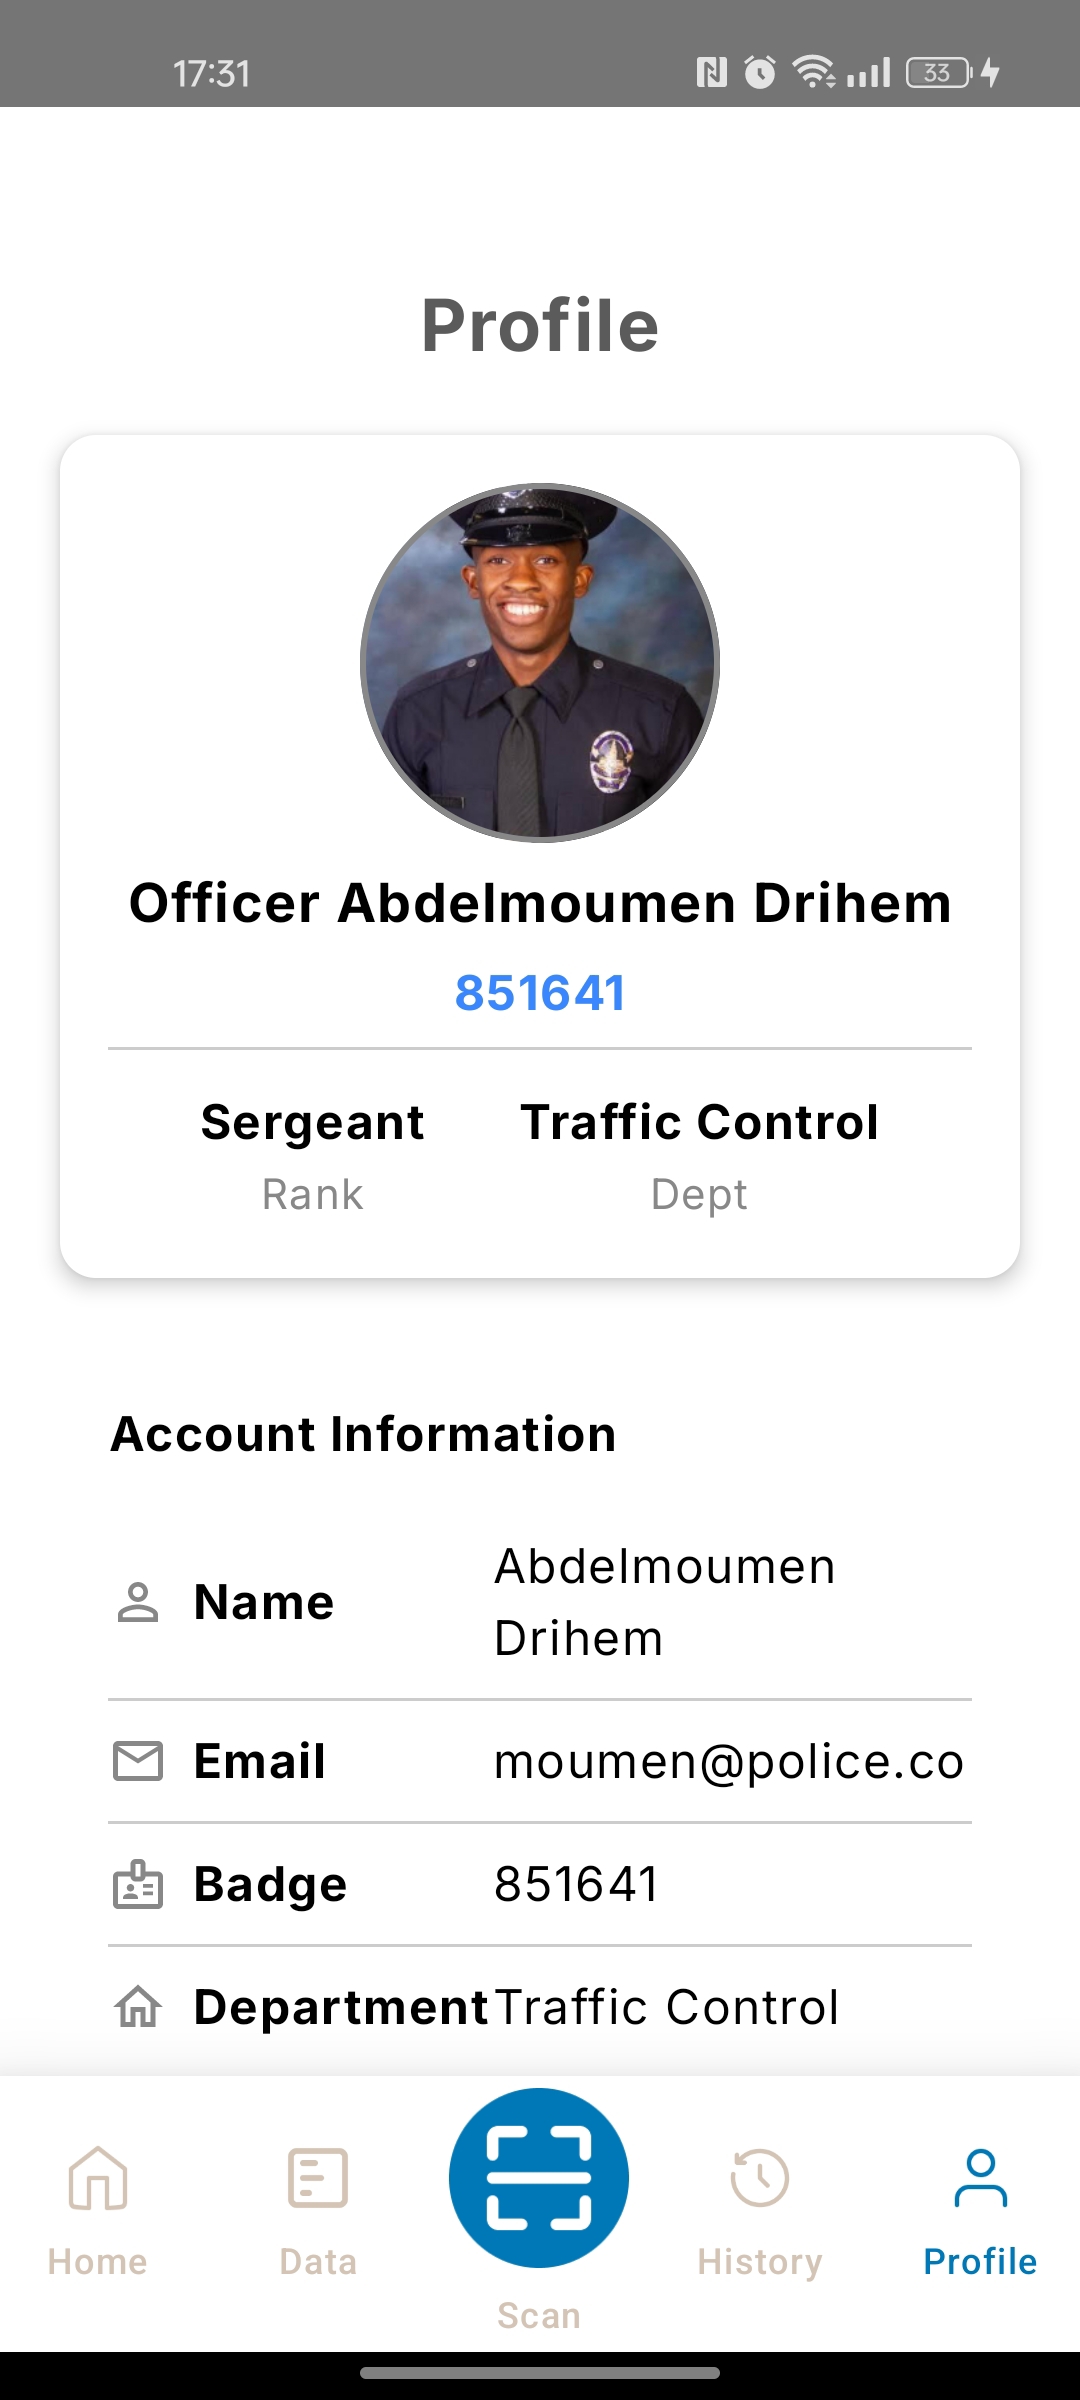 17:31
33
Profile
Officer Abdelmoumen Drihem
851641
Sergeant
Traffic Control
Rank
Dept
Account Information
Name
Abdelmoumen
Drihem
Email
moumen@police.co
Badge
851641
Department
Traffic Control
Home
Data
Scan
History
Profile